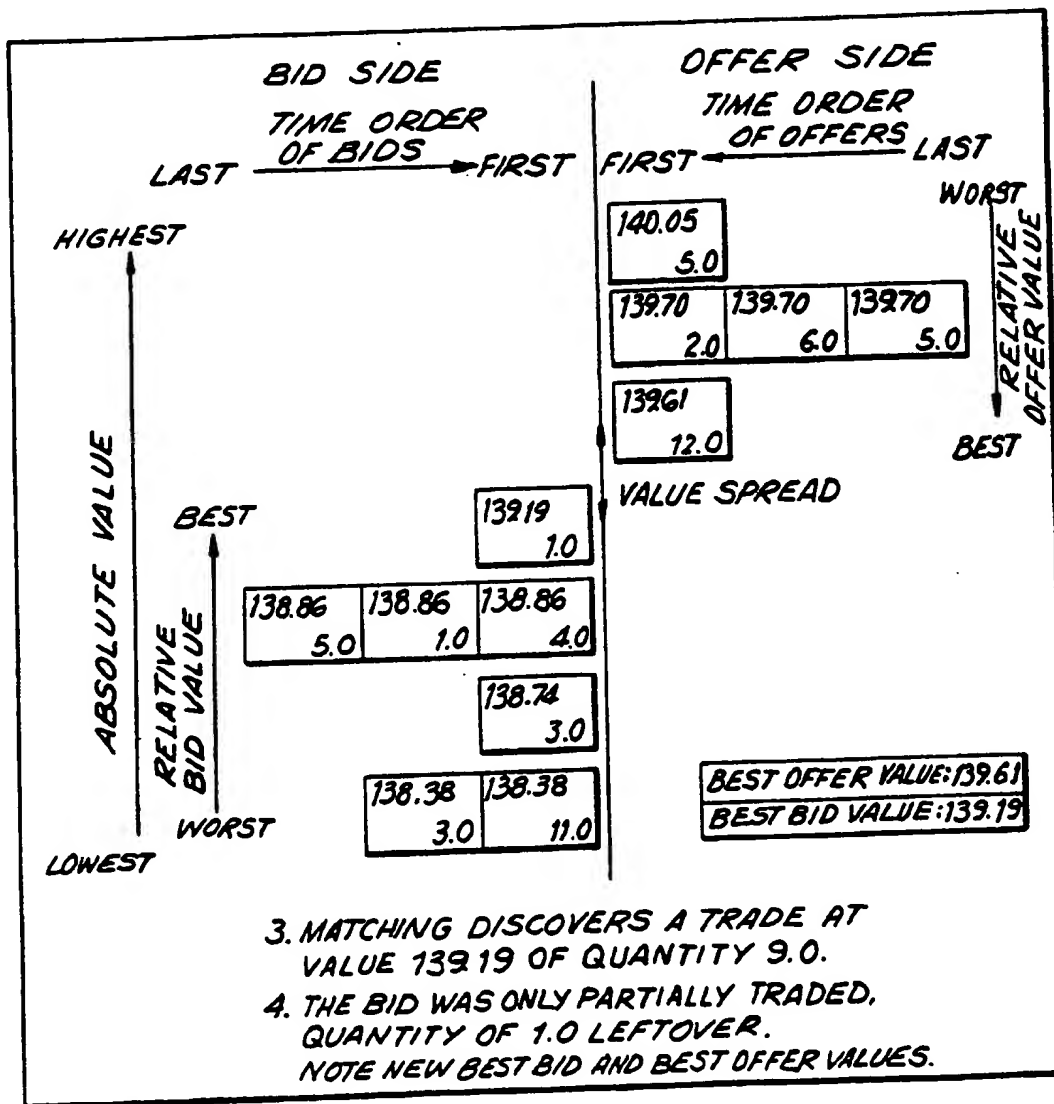 BID SIDE
OFFER SIDE
TIME ORDER
OF BIDS
LAST
FIRST
TIME ORDER
OF OFFERS
FIRST
LAST
HIGHEST
ABSOLUTE VALUE
LOWEST
WORST
RELATIVE
OFFER VALUE
BEST
140.05
5.0
139.70 139.70 139.70
2.0 6.0 5.0
139.61
12.0
VALUE SPREAD
BEST
RELATIVE
BID VALUE
WORST
139.19
1.0
138.86 138.86 138.86
5.0 1.0 4.0
138.74
3.0
138.38 138.38
3.0 11.0
BEST OFFER VALUE:139.61
BEST BID VALUE:139.19
3. MATCHING DISCOVERS A TRADE AT
VALUE 139.19 OF QUANTITY 9.0.
4. THE BID WAS ONLY PARTIALLY TRADED,
QUANTITY OF 1.0 LEFTOVER.
NOTE NEW BEST BID AND BEST OFFER VALUES.